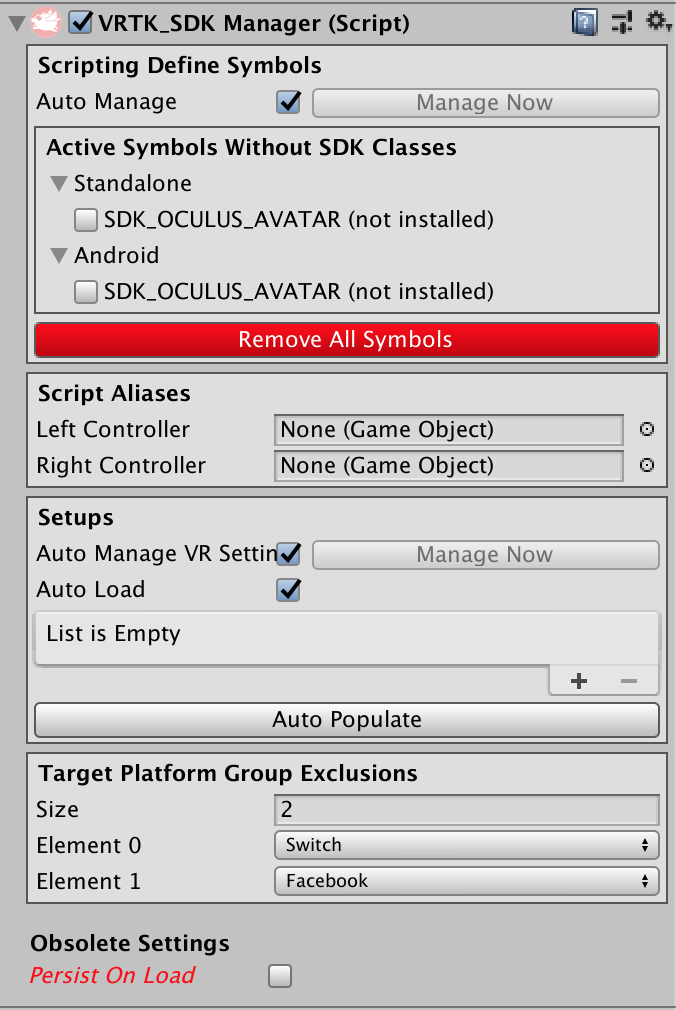 VRTK_SDK Manager (Script)
Scripting Define Symbols
Auto Manage Manage Now
Active Symbols Without SDK Classes
Standalone
SDK_OCULUS_AVATAR (not installed)
Android
SDK_OCULUS_AVATAR (not installed)
Remove All Symbols
Script Aliases
Left Controller None (Game Object)
Right Controller None (Game Object)
Setups
Auto Manage VR Settin Manage Now
Auto Load
List is Empty
Auto Populate
Target Platform Group Exclusions
Size 2
Element 0 Switch
Element 1 Facebook
Obsolete Settings
Persist On Load